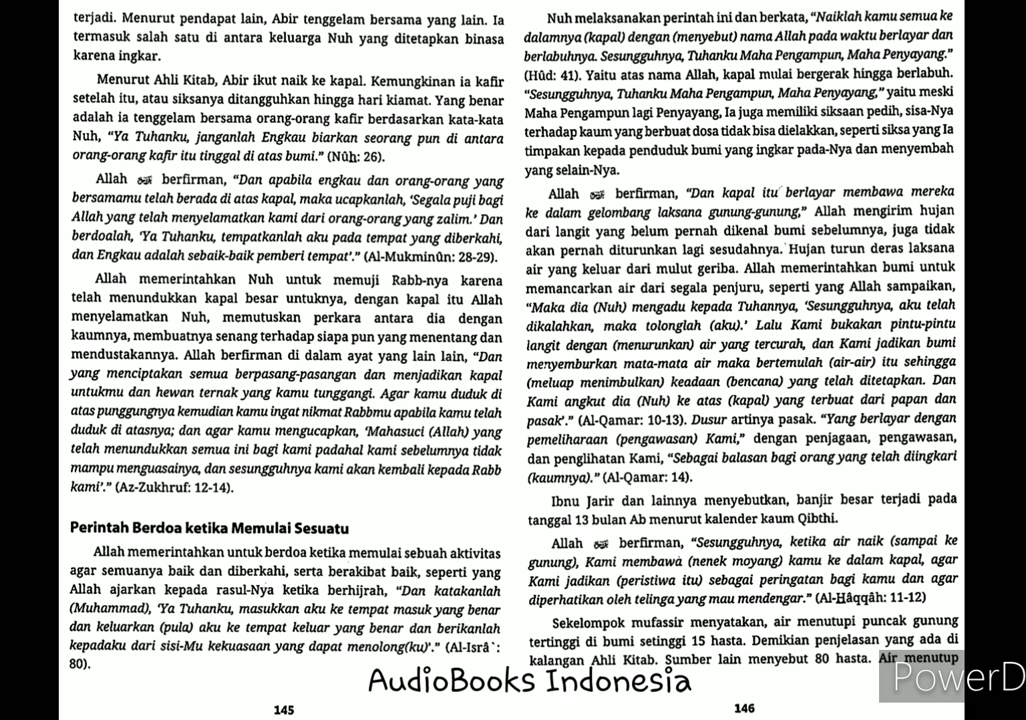 terjadi. Menurut pendapat lain, Abir tenggelam bersama yang lain. Ia
termasuk salah satu di antara keluarga Nuh yang ditetapkan binasa
karena ingkar.
Menurut Ahli Kitab, Abir ikut naik ke kapal. Kemungkinan ia kafir
setelah itu, atau siksanya ditangguhkan hingga hari kiamat. Yang benar
adalah ia tenggelam bersama orang-orang kafir berdasarkan kata-kata
Nuh, “Ya Tuhanku, janganlah Engkau biarkan seorang pun di antara
orang-orang kafir itu tinggal di atas bumi.” (Nûh: 26).
Allah ﷻ berfirman, “Dan apabila engkau dan orang-orang yang
bersamamu telah berada di atas kapal, maka ucapkanlah, ‘Segala puji bagi
Allah yang telah menyelamatkan kami dari orang-orang yang zalim.’ Dan
berdoalah, ‘Ya Tuhanku, tempatkanlah aku pada tempat yang diberkahi,
dan Engkau adalah sebaik-baik pemberi tempat’.” (Al-Mukminûn: 28-29).
Allah memerintahkan Nuh untuk memuji Rabb-nya karena
telah menundukkan kapal besar untuknya, dengan kapal itu Allah
menyelamatkan Nuh, memutuskan perkara antara dia dengan
kaumnya, membuatnya senang terhadap siapa pun yang menentang dan
mendustakannya. Allah berfirman di dalam ayat yang lain lain, “Dan
yang menciptakan semua berpasang-pasangan dan menjadikan kapal
untukmu dan hewan ternak yang kamu tunggangi. Agar kamu duduk di
atas punggungnya kemudian kamu ingat nikmat Rabbmu apabila kamu telah
duduk di atasnya; dan agar kamu mengucapkan, ‘Mahasuci (Allah) yang
telah menundukkan semua ini bagi kami padahal kami sebelumnya tidak
mampu menguasainya, dan sesungguhnya kami akan kembali kepada Rabb
kami’.” (Az-Zukhruf: 12-14).
Perintah Berdoa ketika Memulai Sesuatu
Allah memerintahkan untuk berdoa ketika memulai sebuah aktivitas
agar semuanya baik dan diberkahi, serta berakibat baik, seperti yang
Allah ajarkan kepada rasul-Nya ketika berhijrah, “Dan katakanlah
(Muhammad), ‘Ya Tuhanku, masukkan aku ke tempat masuk yang benar
dan keluarkan (pula) aku ke tempat keluar yang benar dan berikanlah
kepadaku dari sisi-Mu kekuasaan yang dapat menolong(ku)’.” (Al-Isrâ`:
80).
145
Nuh melaksanakan perintah ini dan berkata, “Naiklah kamu semua ke
dalamnya (kapal) dengan (menyebut) nama Allah pada waktu berlayar dan
berlabuhnya. Sesungguhnya, Tuhanku Maha Pengampun, Maha Penyayang.”
(Hûd: 41). Yaitu atas nama Allah, kapal mulai bergerak hingga berlabuh.
“Sesungguhnya, Tuhanku Maha Pengampun, Maha Penyayang,” yaitu meski
Maha Pengampun lagi Penyayang, Ia juga memiliki siksaan pedih, sisa-Nya
terhadap kaum yang berbuat dosa tidak bisa dielakkan, seperti siksa yang Ia
timpakan kepada penduduk bumi yang ingkar pada-Nya dan menyembah
yang selain-Nya.
Allah ﷻ berfirman, “Dan kapal itu berlayar membawa mereka
ke dalam gelombang laksana gunung-gunung,” Allah mengirim hujan
dari langit yang belum pernah dikenal bumi sebelumnya, juga tidak
akan pernah diturunkan lagi sesudahnya. Hujan turun deras laksana
air yang keluar dari mulut geriba. Allah memerintahkan bumi untuk
memancarkan air dari segala penjuru, seperti yang Allah sampaikan,
“Maka dia (Nuh) mengadu kepada Tuhannya, ‘Sesungguhnya, aku telah
dikalahkan, maka tolonglah (aku).’ Lalu Kami bukakan pintu-pintu
langit dengan (menurunkan) air yang tercurah, dan Kami jadikan bumi
menyemburkan mata-mata air maka bertemulah (air-air) itu sehingga
(meluap menimbulkan) keadaan (bencana) yang telah ditetapkan. Dan
Kami angkut dia (Nuh) ke atas (kapal) yang terbuat dari papan dan
pasak’.” (Al-Qamar: 10-13). Dusur artinya pasak. “Yang berlayar dengan
pemeliharaan (pengawasan) Kami,” dengan penjagaan, pengawasan,
dan penglihatan Kami, “Sebagai balasan bagi orang yang telah diingkari
(kaumnya).” (Al-Qamar: 14).
Ibnu Jarir dan lainnya menyebutkan, banjir besar terjadi pada
tanggal 13 bulan Ab menurut kalender kaum Qibthi.
Allah ﷻ berfirman, “Sesungguhnya, ketika air naik (sampai ke
gunung), Kami membawa (nenek moyang) kamu ke dalam kapal, agar
Kami jadikan (peristiwa itu) sebagai peringatan bagi kamu dan agar
diperhatikan oleh telinga yang mau mendengar.” (Al-Hâqqâh: 11-12)
Sekelompok mufassir menyatakan, air menutupi puncak gunung
tertinggi di bumi setinggi 15 hasta. Demikian penjelasan yang ada di
kalangan Ahli Kitab. Sumber lain menyebut 80 hasta. Air menutup
146
AudioBooks Indonesia
PowerD